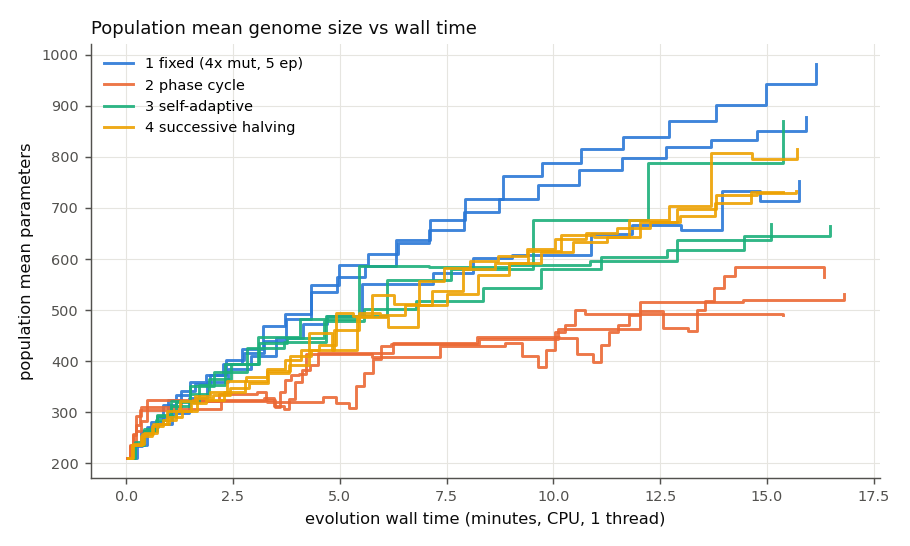 Population mean genome size vs wall time
1000
900
800
700
600
500
400
300
200
population mean parameters
1 fixed (4x mut, 5 ep)
2 phase cycle
3 self-adaptive
4 successive halving
0.0 2.5 5.0 7.5 10.0 12.5 15.0 17.5
evolution wall time (minutes, CPU, 1 thread)